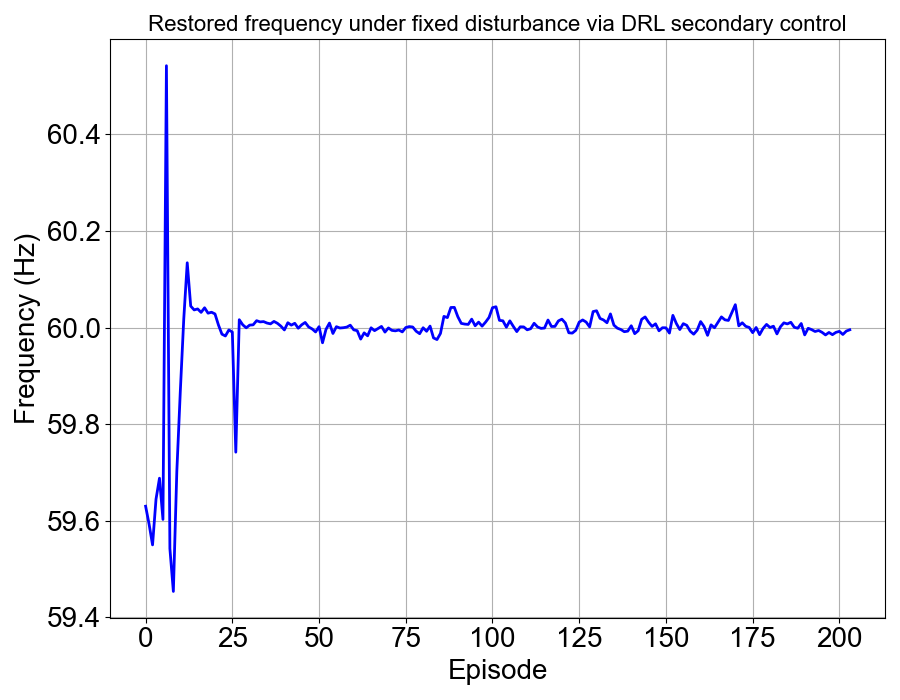 Restored frequency under fixed disturbance via DRL secondary control
60.4
60.2
60.0
59.8
59.6
59.4
Frequency (Hz)
0 25 50 75 100 125 150 175 200
Episode